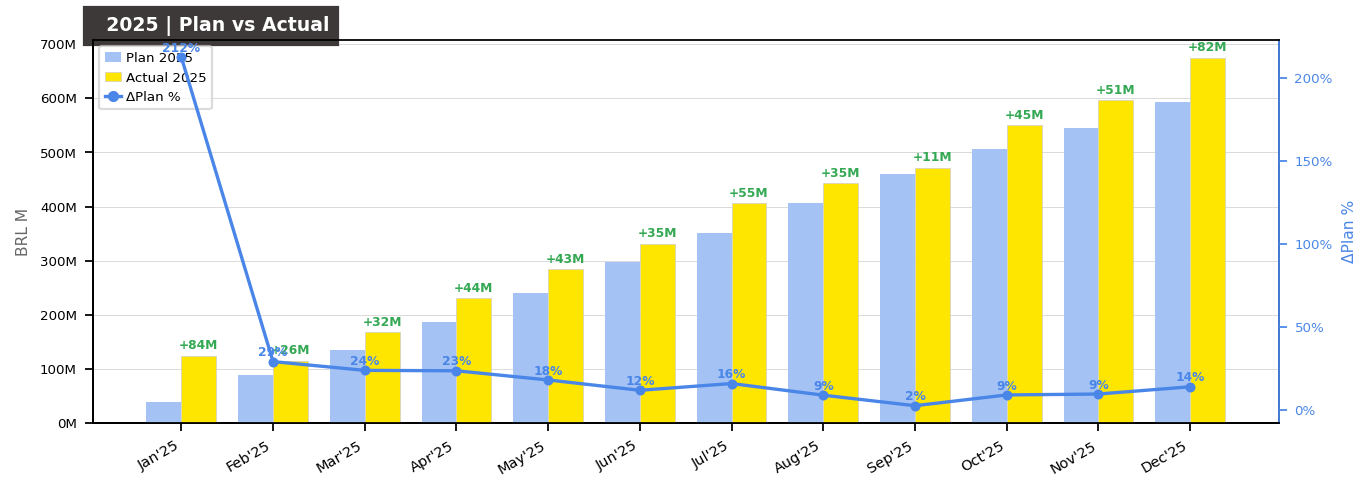 2025 | Plan vs Actual
Plan 2025
Actual 2025
ΔPlan %
BRL M
700M
600M
500M
400M
300M
200M
100M
0M
212%
29%
24%
23%
18%
12%
16%
9%
2%
9%
9%
14%
+84M
+26M
+32M
+44M
+43M
+35M
+55M
+35M
+11M
+45M
+51M
+82M
200%
150%
100%
50%
0%
ΔPlan %
Jan'25
Feb'25
Mar'25
Apr'25
May'25
Jun'25
Jul'25
Aug'25
Sep'25
Oct'25
Nov'25
Dec'25